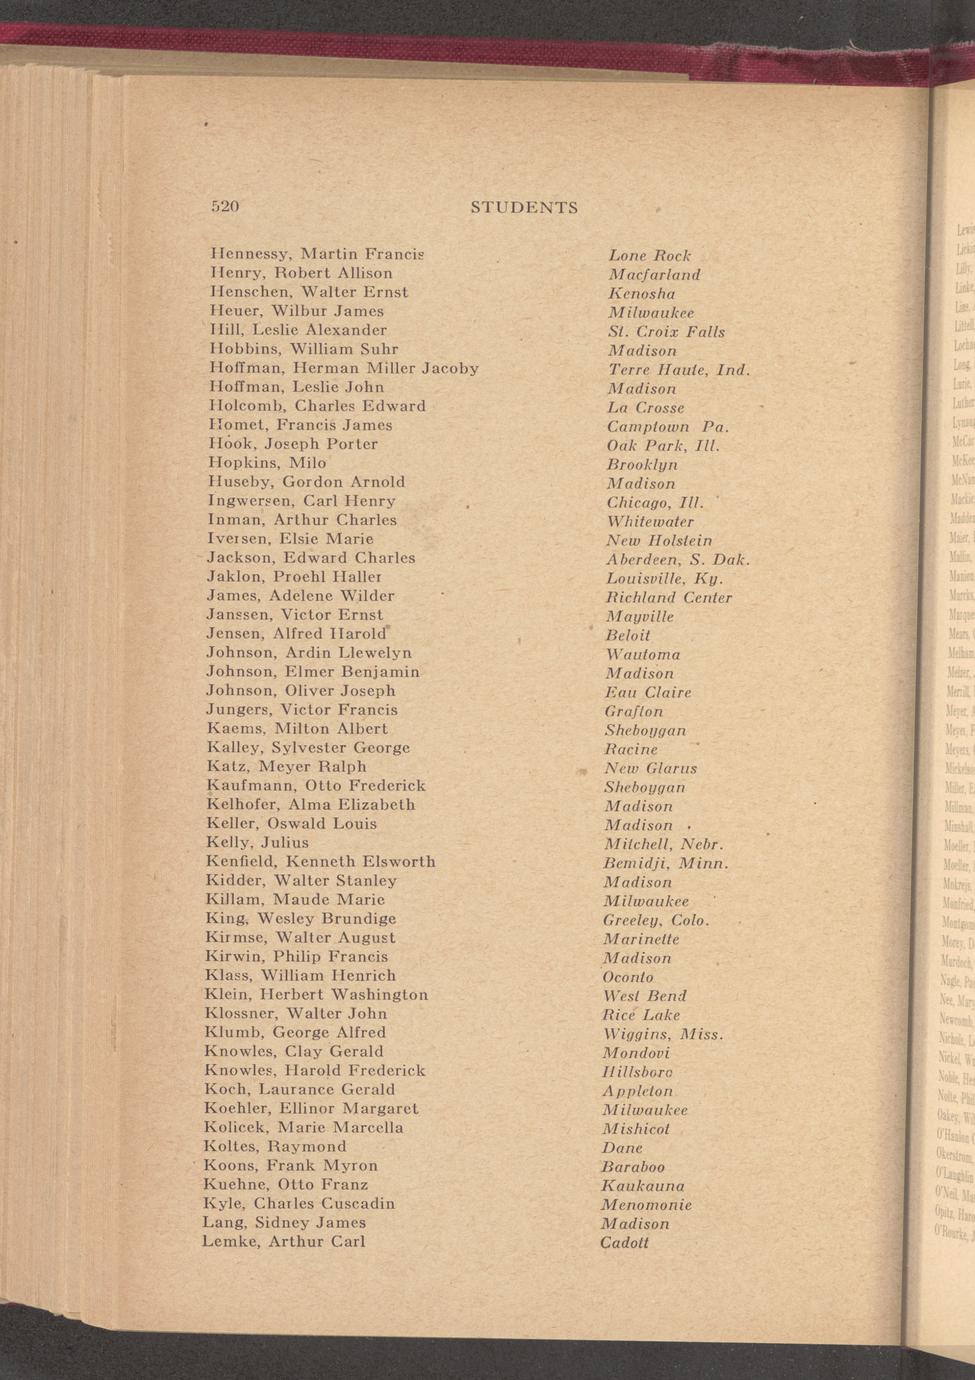 520 STUDENTS
Hennessy, Martin Francis Lone Rock
Henry, Robert Allison Macfarland
Henschen, Walter Ernst Kenosha
Heuer, Wilbur James Milwaukee
Hill, Leslie Alexander St. Croix Falls
Hobbins, William Suhr Madison
Hoffman, Herman Miller Jacoby Terre Haute, Ind.
Hoffman, Leslie John Madison
Holcomb, Charles Edward La Crosse
Homet, Francis James Camptown Pa.
Hook, Joseph Porter Oak Park, Ill.
Hopkins, Milo Brooklyn
Huseby, Gordon Arnold Madison
Ingwersen, Carl Henry Chicago, Ill.
Inman, Arthur Charles Whitewater
Iversen, Elsie Marie New Holstein
Jackson, Edward Charles Aberdeen, S. Dak.
Jaklon, Proehl Haller Louisville, Ky.
James, Adelene Wilder Richland Center
Janssen, Victor Ernst Mayville
Jensen, Alfred Harold Beloit
Johnson, Ardin Llewelyn Wautoma
Johnson, Elmer Benjamin Madison
Johnson, Oliver Joseph Eau Claire
Jungers, Victor Francis Grafton
Kaems, Milton Albert Sheboygan
Kalley, Sylvester George Racine
Katz, Meyer Ralph New Glarus
Kaufmann, Otto Frederick Sheboygan
Kelhofer, Alma Elizabeth Madison
Keller, Oswald Louis Madison
Kelly, Julius Mitchell, Nebr.
Kenfield, Kenneth Elsworth Bemidji, Minn.
Kidder, Walter Stanley Madison
Killam, Maude Marie Milwaukee
King, Wesley Brundige Greeley, Colo.
Kirmse, Walter August Marinette
Kirwin, Philip Francis Madison
Klass, William Henrich Oconto
Klein, Herbert Washington West Bend
Klossner, Walter John Rice Lake
Klumb, George Alfred Wiggins, Miss.
Knowles, Clay Gerald Mondovi
Knowles, Harold Frederick Hillsboro
Koch, Laurance Gerald Appleton
Koehler, Ellinor Margaret Milwaukee
Kolicek, Marie Marcella Mishicot
Koltes, Raymond Dane
Koons, Frank Myron Baraboo
Kuehne, Otto Franz Kaukauna
Kyle, Charles Cuscadin Menomonie
Lang, Sidney James Madison
Lemke, Arthur Carl Cadott